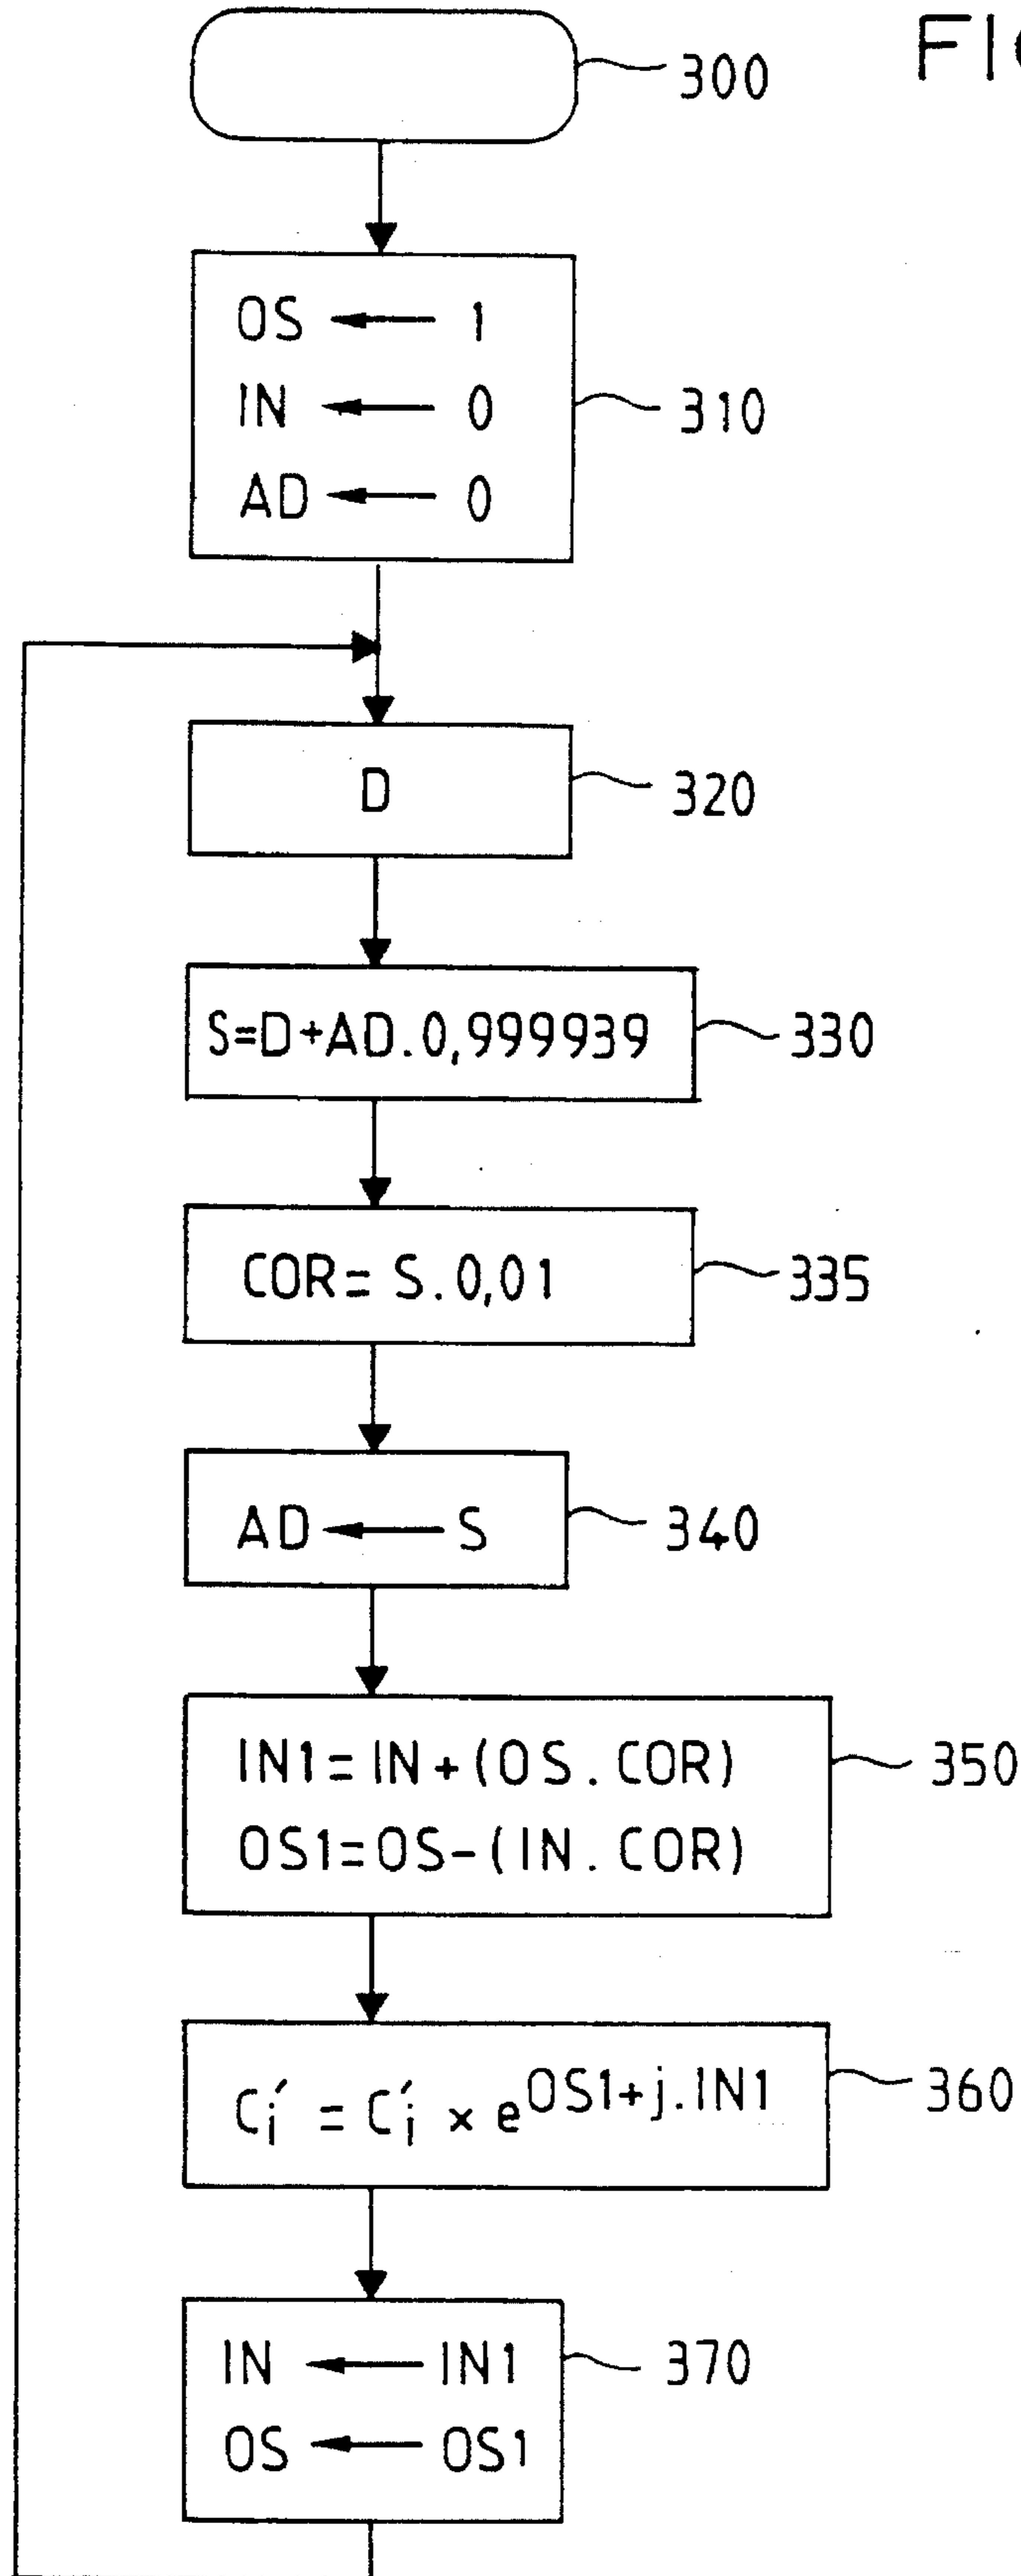 FIG
300
OS ← 1
IN ← 0
AD ← 0
310
D
320
S=D+AD.0,999939
330
COR= S.0,01
335
AD ← S
340
IN1=IN+(OS.COR)
OS1=OS-(IN.COR)
350
C´i = C´i × e^OS1+j.IN1
360
IN ← IN1
OS ← OS1
370